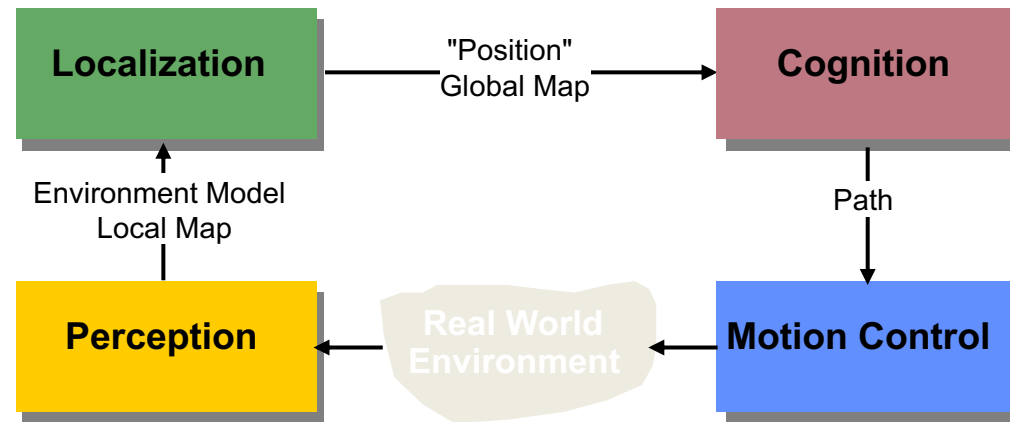 Localization
"Position"
Global Map
Cognition
Environment Model
Local Map
Path
Perception
Real World
Environment
Motion Control